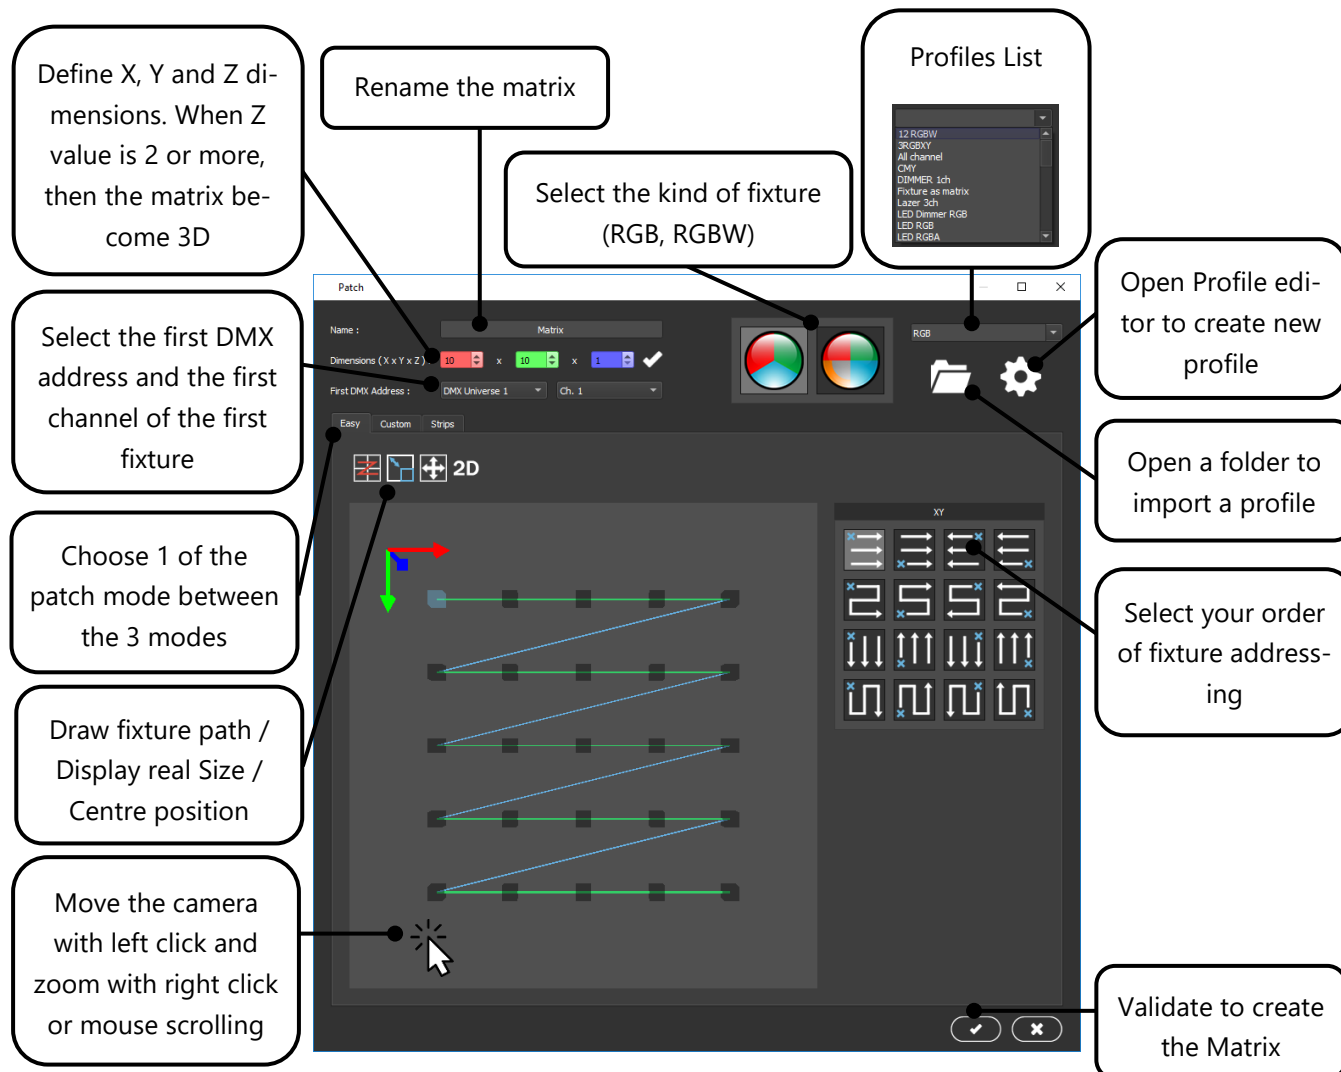 Define X, Y and Z di-
mensions. When Z
value is 2 or more,
then the matrix be-
come 3D
Rename the matrix
Select the kind of fixture
(RGB, RGBW)
Profiles List
12 RGBW
3RGBXY
All channel
CMY
DIMMER 1ch
Fixture as matrix
Lazer 3ch
LED Dimmer RGB
LED RGB
LED RGBA
Open Profile edi-
tor to create new
profile
Select the first DMX
address and the first
channel of the first
fixture
Open a folder to
import a profile
Choose 1 of the
patch mode between
the 3 modes
Select your order
of fixture address-
ing
Draw fixture path /
Display real Size /
Centre position
Move the camera
with left click and
zoom with right click
or mouse scrolling
Validate to create
the Matrix
Patch
Name :
Matrix
RGB
Dimensions ( X x Y x Z ) :
10 x 10 x 1
First DMX Address :
DMX Universe 1
Ch. 1
Easy Custom Strips
2D
XY